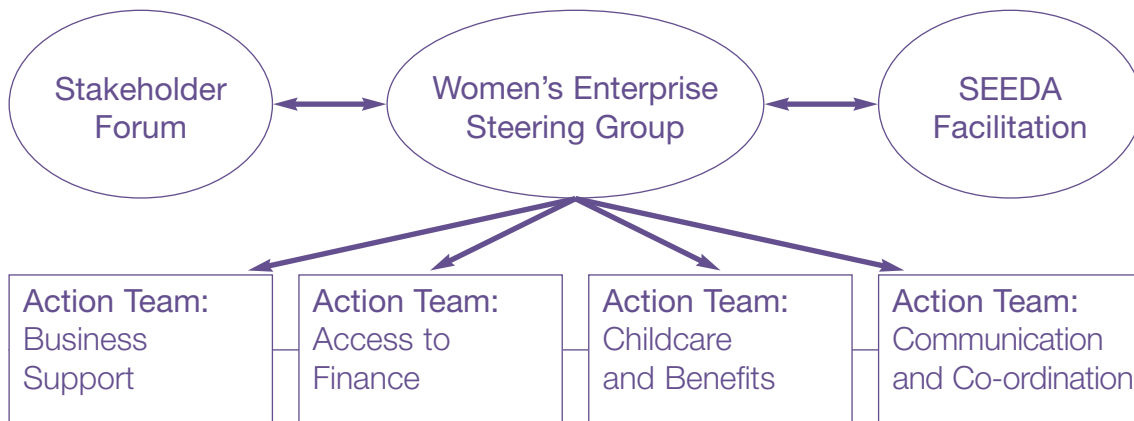 Stakeholder
Forum
Women’s Enterprise
Steering Group
SEEDA
Facilitation
Action Team:
Business
Support
Action Team:
Access to
Finance
Action Team:
Childcare
and Benefits
Action Team:
Communication
and Co-ordination